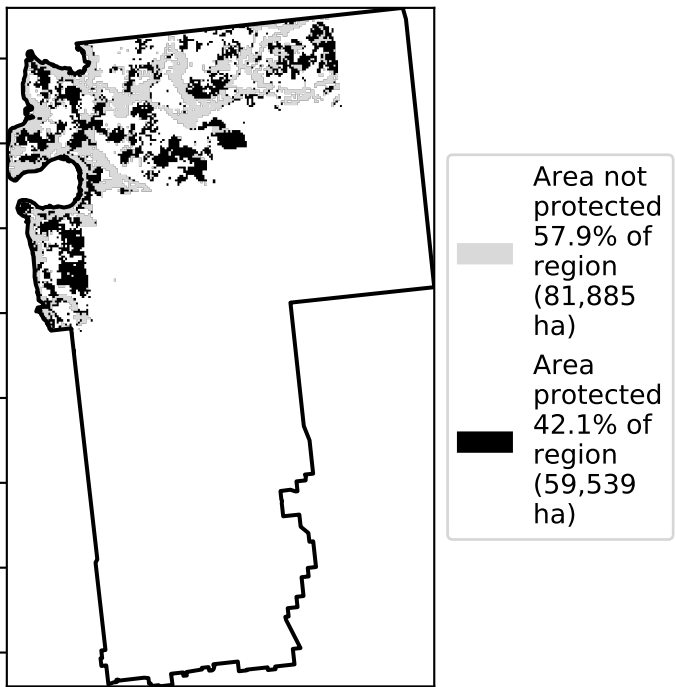 Area not
protected
57.9% of
region
(81,885
ha)
Area
protected
42.1% of
region
(59,539
ha)